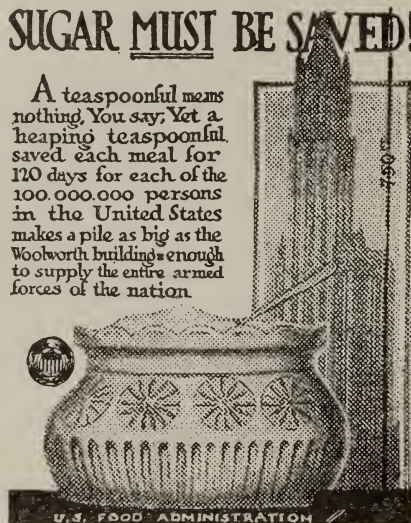 SUGAR MUST BE SAVED!
A teaspoonful means
nothing, You say; Yet a
heaping teaspoonful,
saved each meal for
120 days for each of the
100.000.000 persons
in the United States
makes a pile as big as the
Woolworth building=enough
to supply the entire armed
forces of the nation
U.S. FOOD ADMINISTRATION